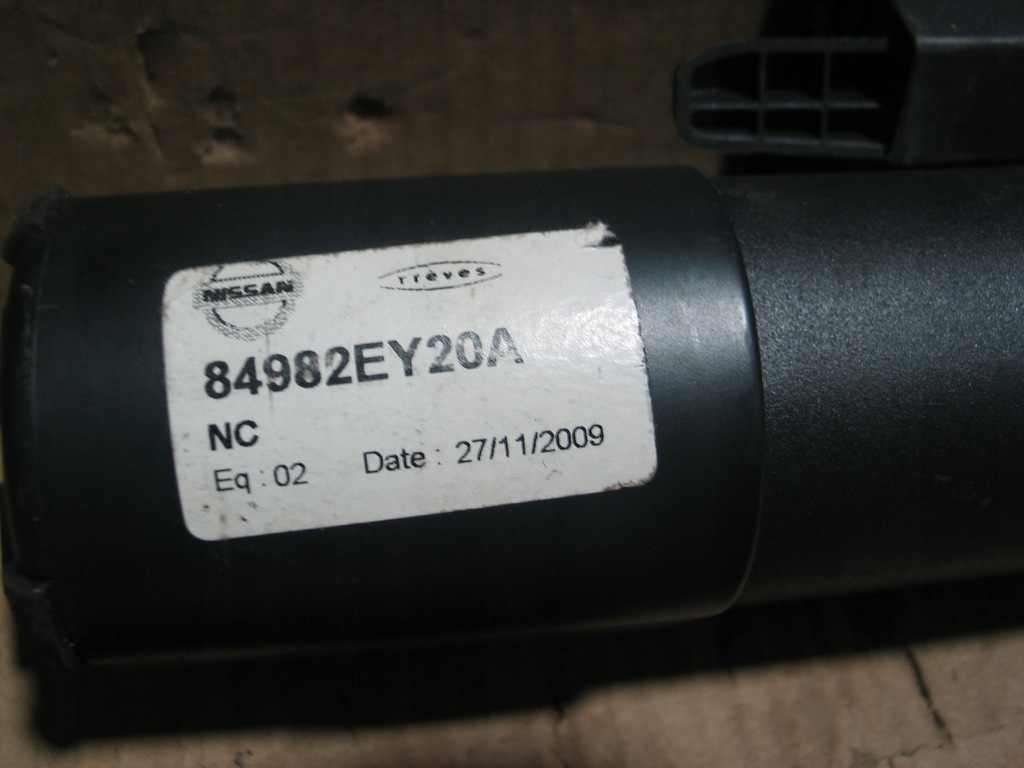 NISSAN
Trèves
84982EY20A
NC
Eq : 02 Date : 27/11/2009